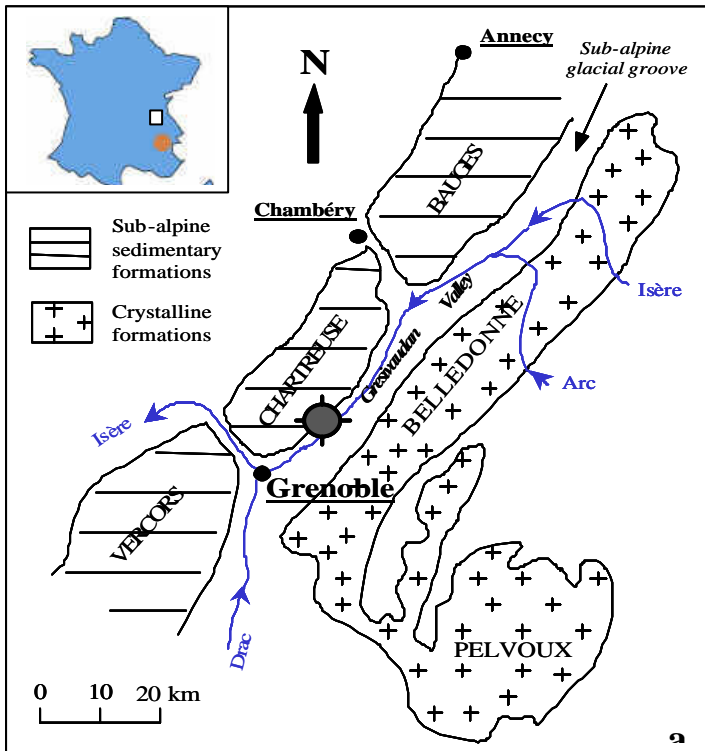 Annecy
Sub-alpine
glacial groove
N
BAUGES
Chambéry
Sub-alpine
sedimentary
formations
Crystalline
formations
Isère
Valley
Gresivaudan
CHARTREUSE
BELLEDONNE
Arc
Isère
Grenoble
VERCORS
Drac
PELVOUX
0 10 20 km
a